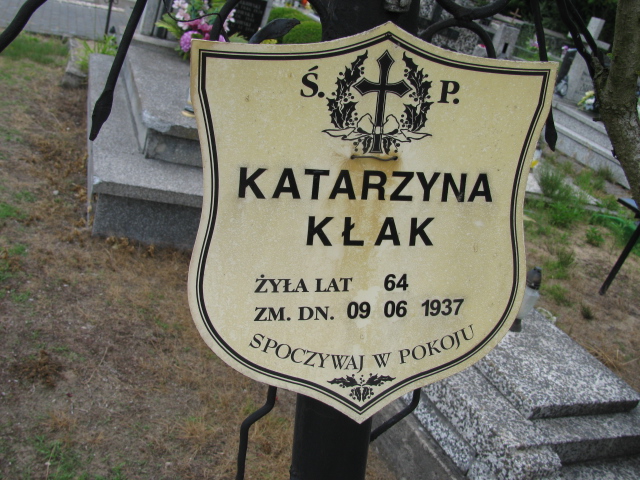 Ś. P.
KATARZYNA
KŁAK
ŻYŁA LAT 64
ZM. DN. 09 06 1937
SPOCZYWAJ W POKOJU